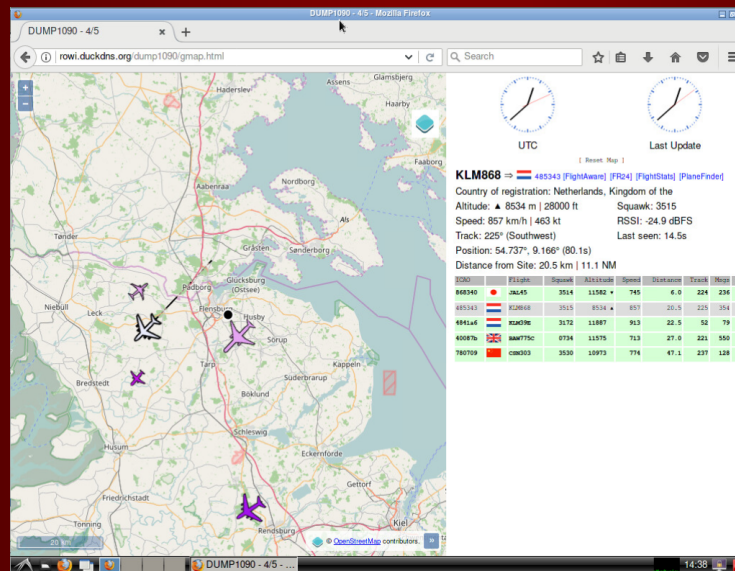 DUMP1090 - 4/5 - Mozilla Firefox
DUMP1090 - 4/5
rowi.duckdns.org/dump1090/gmap.html
Search
Haderslev
Assens
Glamsbjerg
Haarby
Faaborg
Nordborg
Aabenraa
Als
Tønder
Gråsten
Sønderborg
Padborg
Glücksburg
(Ostsee)
Niebüll
Leck
Flensburg
Husby
Sörup
Tarp
Kappeln
Süderbrarup
Bredstedt
Böklund
Schleswig
Husum
Eckernförde
Friedrichstadt
Gettorf
Tönning
Rendsburg
Kiel
20 km
© OpenStreetMap contributors.
UTC
Last Update
[ Reset Map ]
KLM868 ⇒ 485343 [FlightAware] [FR24] [FlightStats] [PlaneFinder]
Country of registration: Netherlands, Kingdom of the
Altitude: ▲ 8534 m | 28000 ft Squawk: 3515
Speed: 857 km/h | 463 kt RSSI: -24.9 dBFS
Track: 225° (Southwest) Last seen: 14.5s
Position: 54.737°, 9.166° (80.1s)
Distance from Site: 20.5 km | 11.1 NM
ICAO Flight Squawk Altitude Speed Distance Track Msgs
868340 JAL45 3514 11582 ▼ 745 6.0 224 236
485343 KLM868 3515 8534 ▲ 857 20.5 225 354
4841a6 KLM39E 3172 11887 913 22.5 52 79
40087b BAW775C 0734 11575 713 27.0 221 550
780709 CSN303 3530 10973 774 47.1 237 128
DUMP1090 - 4/5 - ...
14:38